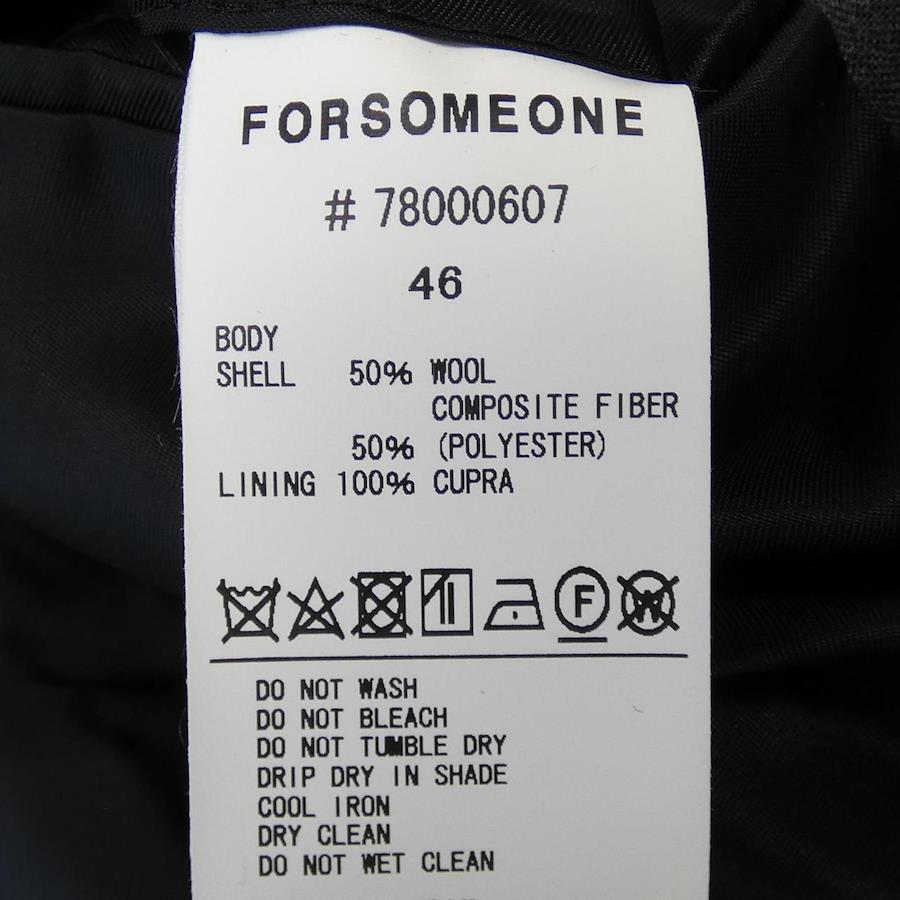 FORSOMEONE
# 78000607
46
BODY
SHELL 50% WOOL
COMPOSITE FIBER
50% (POLYESTER)
LINING 100% CUPRA
F
W
DO NOT WASH
DO NOT BLEACH
DO NOT TUMBLE DRY
DRIP DRY IN SHADE
COOL IRON
DRY CLEAN
DO NOT WET CLEAN